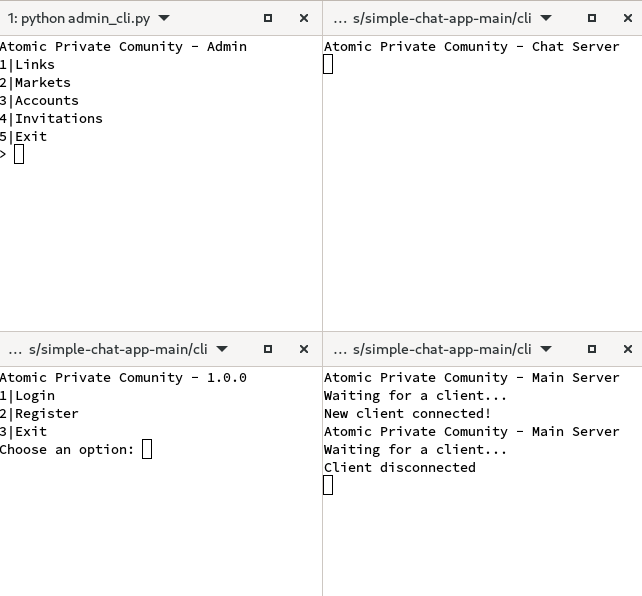 1: python admin_cli.py
Atomic Private Comunity - Admin
1|Links
2|Markets
3|Accounts
4|Invitations
5|Exit
>
... s/simple-chat-app-main/cli
Atomic Private Comunity - Chat Server
... s/simple-chat-app-main/cli
Atomic Private Comunity - 1.0.0
1|Login
2|Register
3|Exit
Choose an option:
... s/simple-chat-app-main/cli
Atomic Private Comunity - Main Server
Waiting for a client...
New client connected!
Atomic Private Comunity - Main Server
Waiting for a client...
Client disconnected